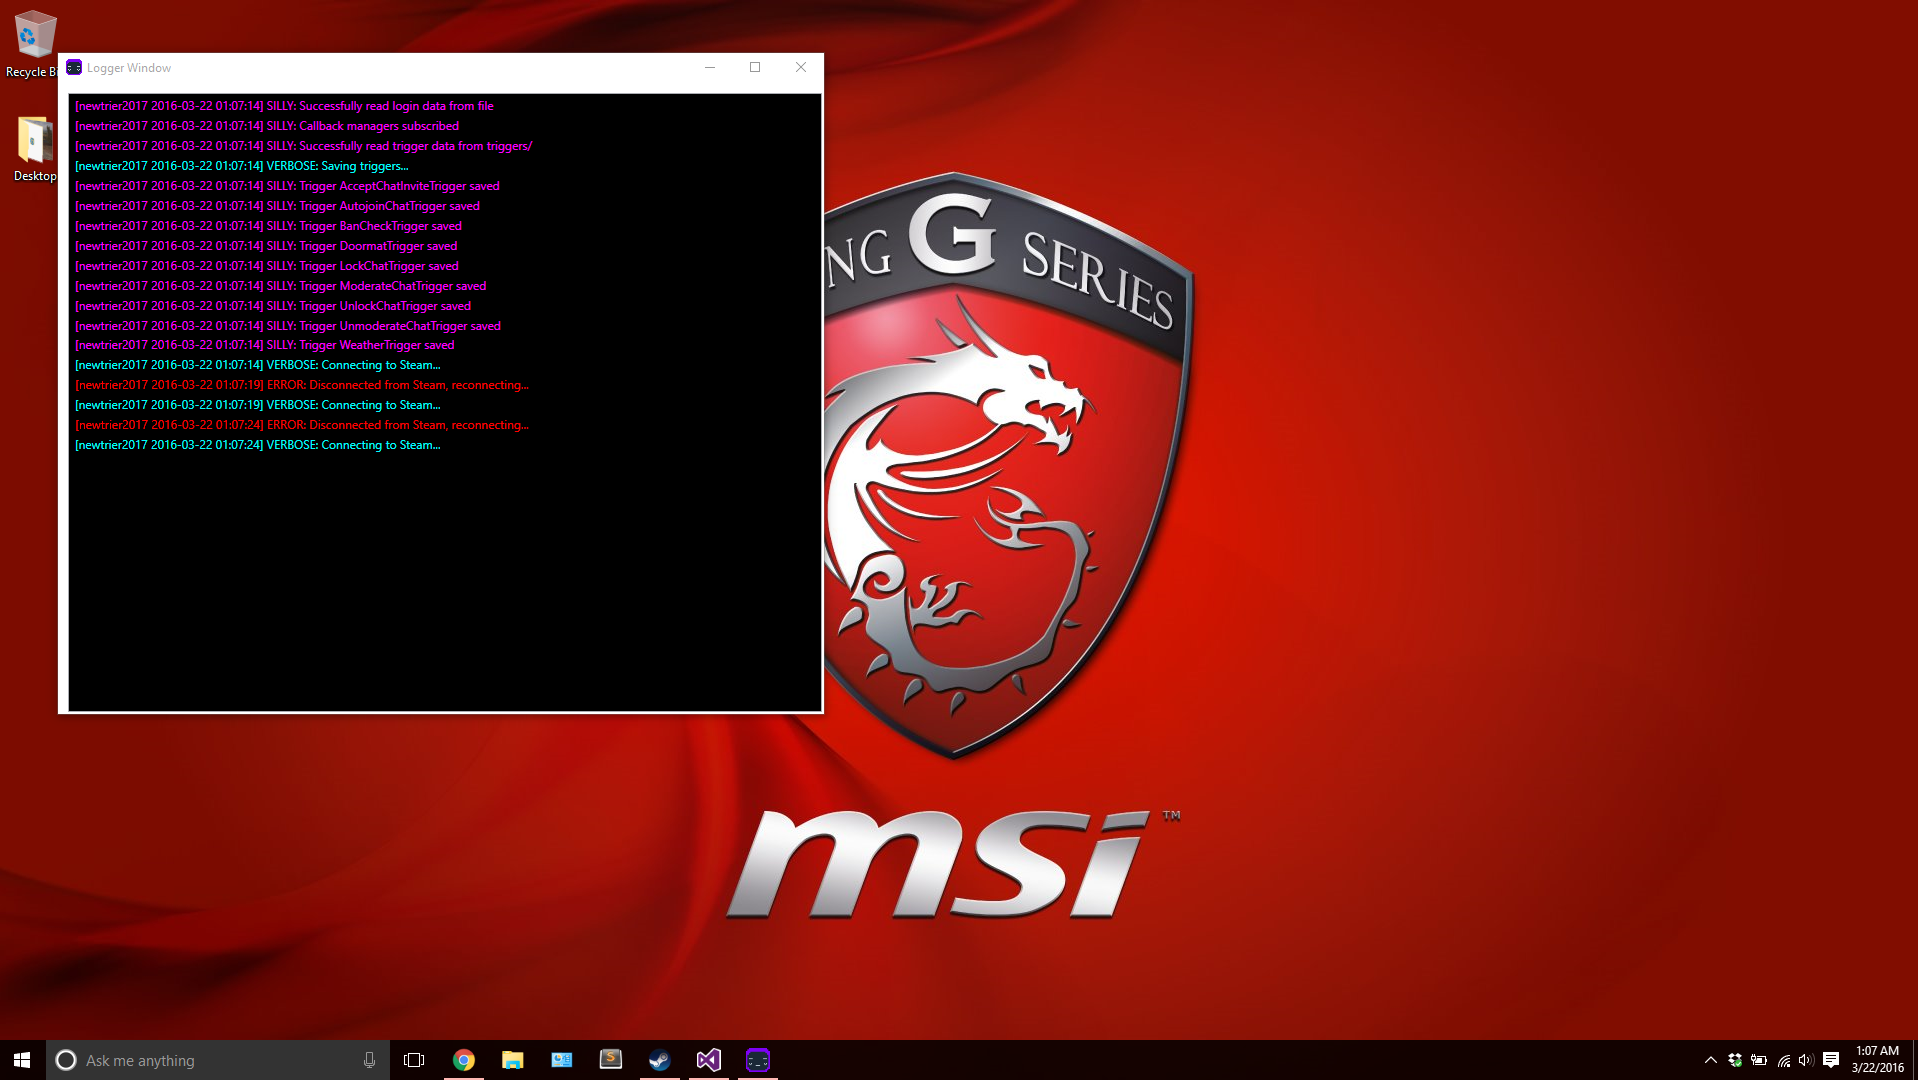 Recycle Bi
Desktop
Logger Window
[newtrier2017 2016-03-22 01:07:14] SILLY: Successfully read login data from file
[newtrier2017 2016-03-22 01:07:14] SILLY: Callback managers subscribed
[newtrier2017 2016-03-22 01:07:14] SILLY: Successfully read trigger data from triggers/
[newtrier2017 2016-03-22 01:07:14] VERBOSE: Saving triggers...
[newtrier2017 2016-03-22 01:07:14] SILLY: Trigger AcceptChatInviteTrigger saved
[newtrier2017 2016-03-22 01:07:14] SILLY: Trigger AutojoinChatTrigger saved
[newtrier2017 2016-03-22 01:07:14] SILLY: Trigger BanCheckTrigger saved
[newtrier2017 2016-03-22 01:07:14] SILLY: Trigger DoormatTrigger saved
[newtrier2017 2016-03-22 01:07:14] SILLY: Trigger LockChatTrigger saved
[newtrier2017 2016-03-22 01:07:14] SILLY: Trigger ModerateChatTrigger saved
[newtrier2017 2016-03-22 01:07:14] SILLY: Trigger UnlockChatTrigger saved
[newtrier2017 2016-03-22 01:07:14] SILLY: Trigger UnmoderateChatTrigger saved
[newtrier2017 2016-03-22 01:07:14] SILLY: Trigger WeatherTrigger saved
[newtrier2017 2016-03-22 01:07:14] VERBOSE: Connecting to Steam...
[newtrier2017 2016-03-22 01:07:19] ERROR: Disconnected from Steam, reconnecting...
[newtrier2017 2016-03-22 01:07:19] VERBOSE: Connecting to Steam...
[newtrier2017 2016-03-22 01:07:24] ERROR: Disconnected from Steam, reconnecting...
[newtrier2017 2016-03-22 01:07:24] VERBOSE: Connecting to Steam...
NG G SERIES
msi TM
Ask me anything
S
1:07 AM
3/22/2016